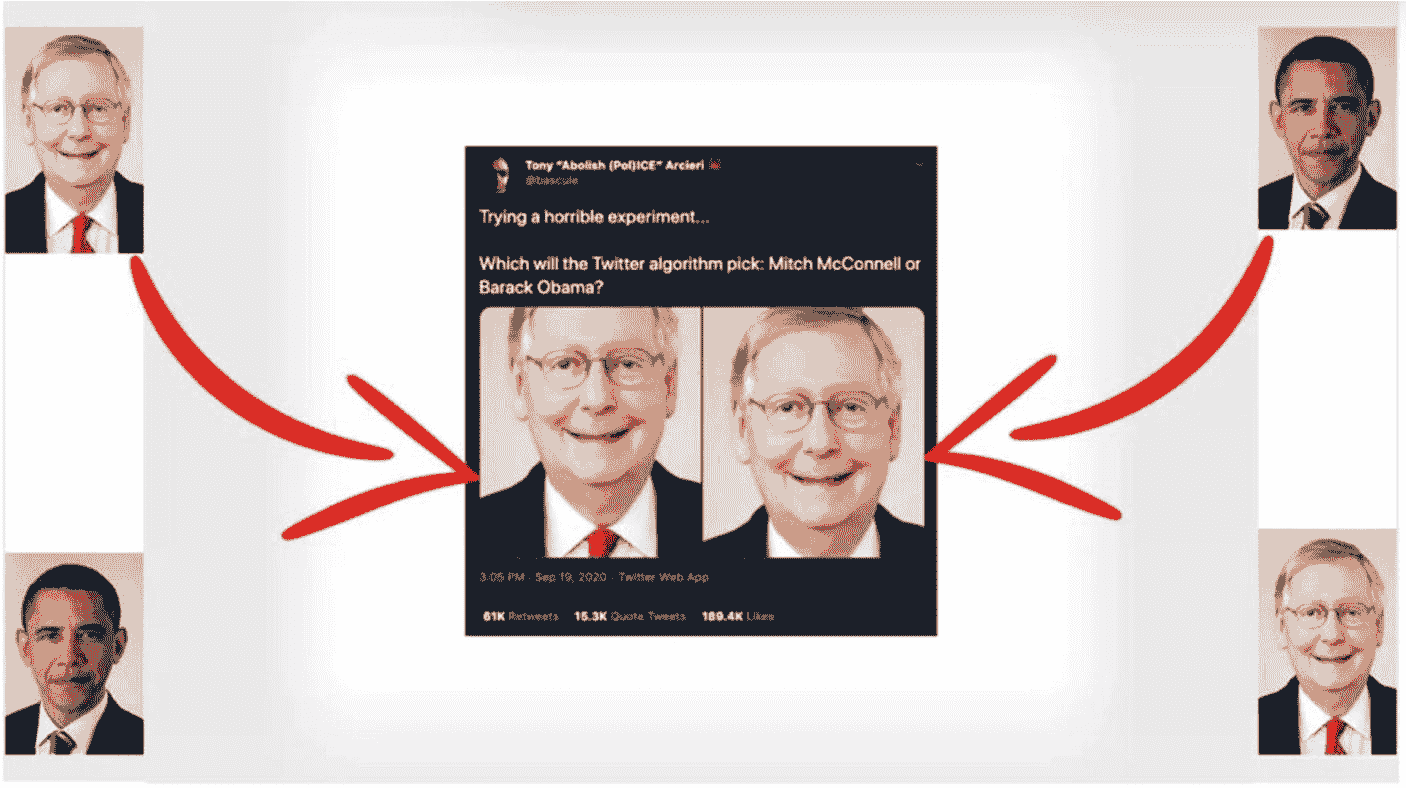 Tony "Abolish (Pol)ICE" Arcieri
@bascule
Trying a horrible experiment...
Which will the Twitter algorithm pick: Mitch McConnell or
Barack Obama?
3:05 PM · Sep 19, 2020 · Twitter Web App
61K Retweets 15.3K Quote Tweets 189.4K Likes